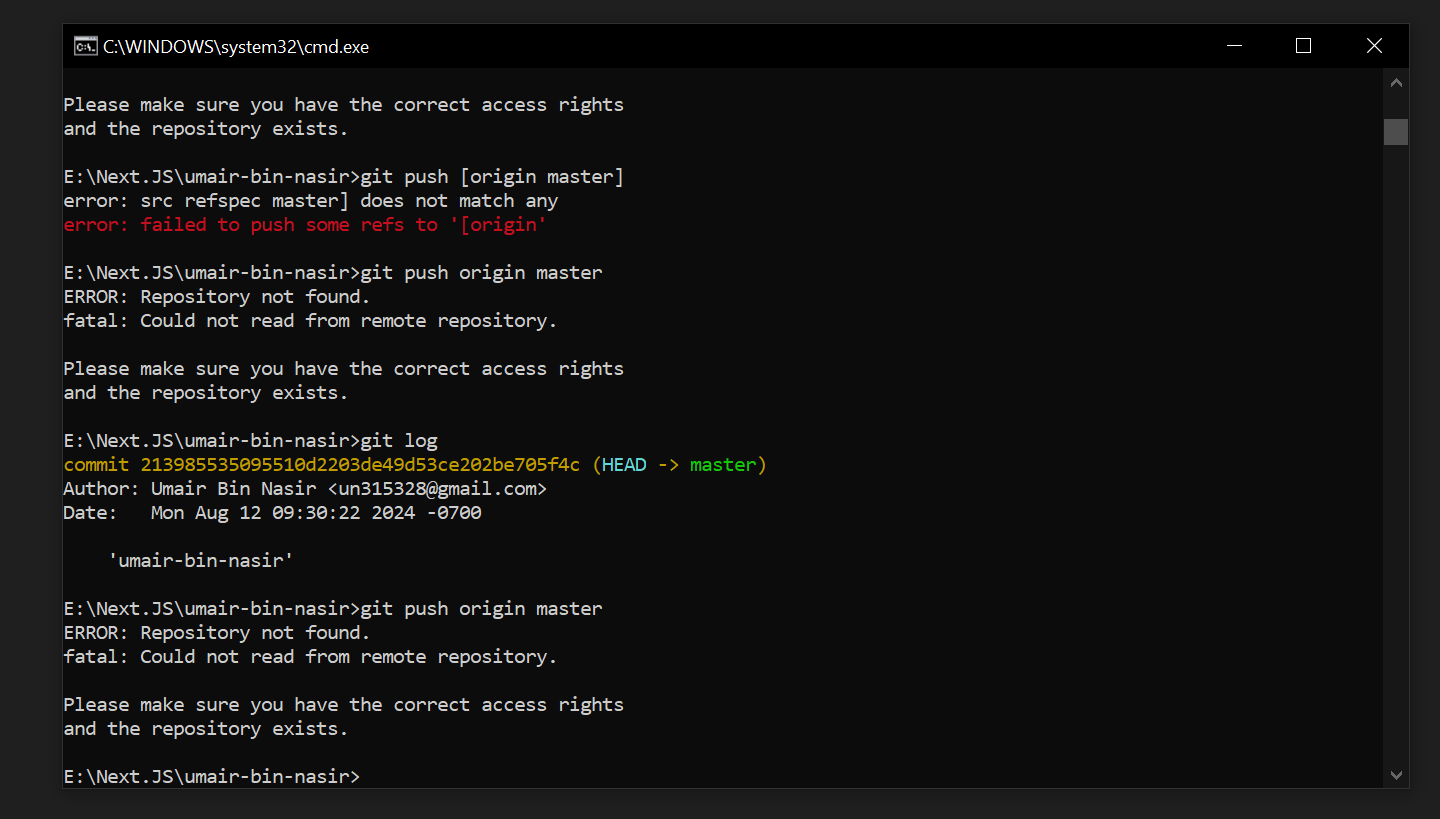 C:\WINDOWS\system32\cmd.exe
Please make sure you have the correct access rights
and the repository exists.
E:\Next.JS\umair-bin-nasir>git push [origin master]
error: src refspec master] does not match any
error: failed to push some refs to '[origin'
E:\Next.JS\umair-bin-nasir>git push origin master
ERROR: Repository not found.
fatal: Could not read from remote repository.
Please make sure you have the correct access rights
and the repository exists.
E:\Next.JS\umair-bin-nasir>git log
commit 213985535095510d2203de49d53ce202be705f4c (HEAD -> master)
Author: Umair Bin Nasir <un315328@gmail.com>
Date:   Mon Aug 12 09:30:22 2024 -0700
    'umair-bin-nasir'
E:\Next.JS\umair-bin-nasir>git push origin master
ERROR: Repository not found.
fatal: Could not read from remote repository.
Please make sure you have the correct access rights
and the repository exists.
E:\Next.JS\umair-bin-nasir>